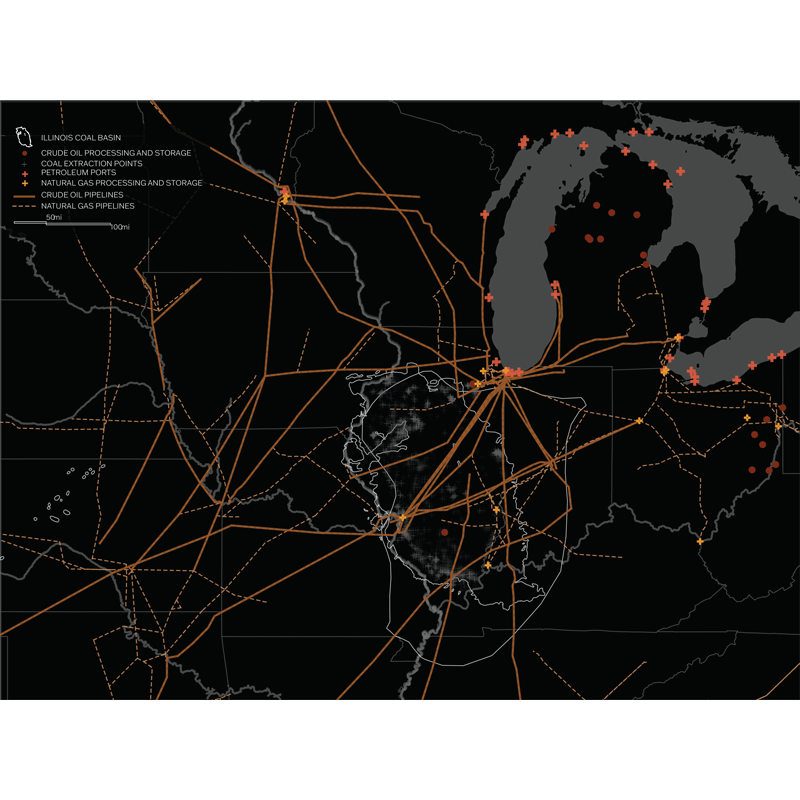 ILLINOIS COAL BASIN
CRUDE OIL PROCESSING AND STORAGE
COAL EXTRACTION POINTS
PETROLEUM PORTS
NATURAL GAS PROCESSING AND STORAGE
CRUDE OIL PIPELINES
NATURAL GAS PIPELINES
50mi
100mi